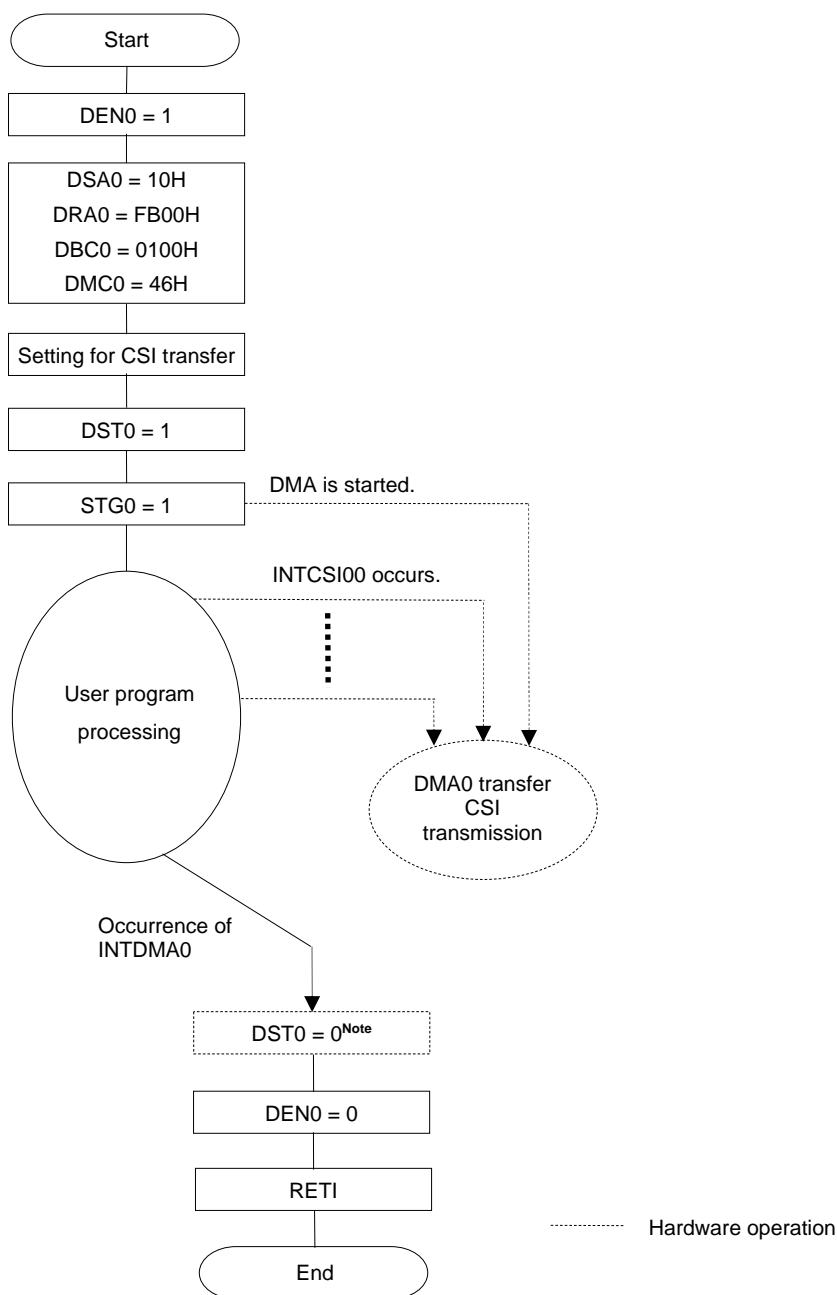 Start
DEN0 = 1
DSA0 = 10H
DRA0 = FB00H
DBC0 = 0100H
DMC0 = 46H
Setting for CSI transfer
DST0 = 1
STG0 = 1
DMA is started.
INTCSI00 occurs.
User program
processing
DMA0 transfer
CSI
transmission
Occurrence of
INTDMA0
DST0 = 0Note
DEN0 = 0
RETI
Hardware operation
End